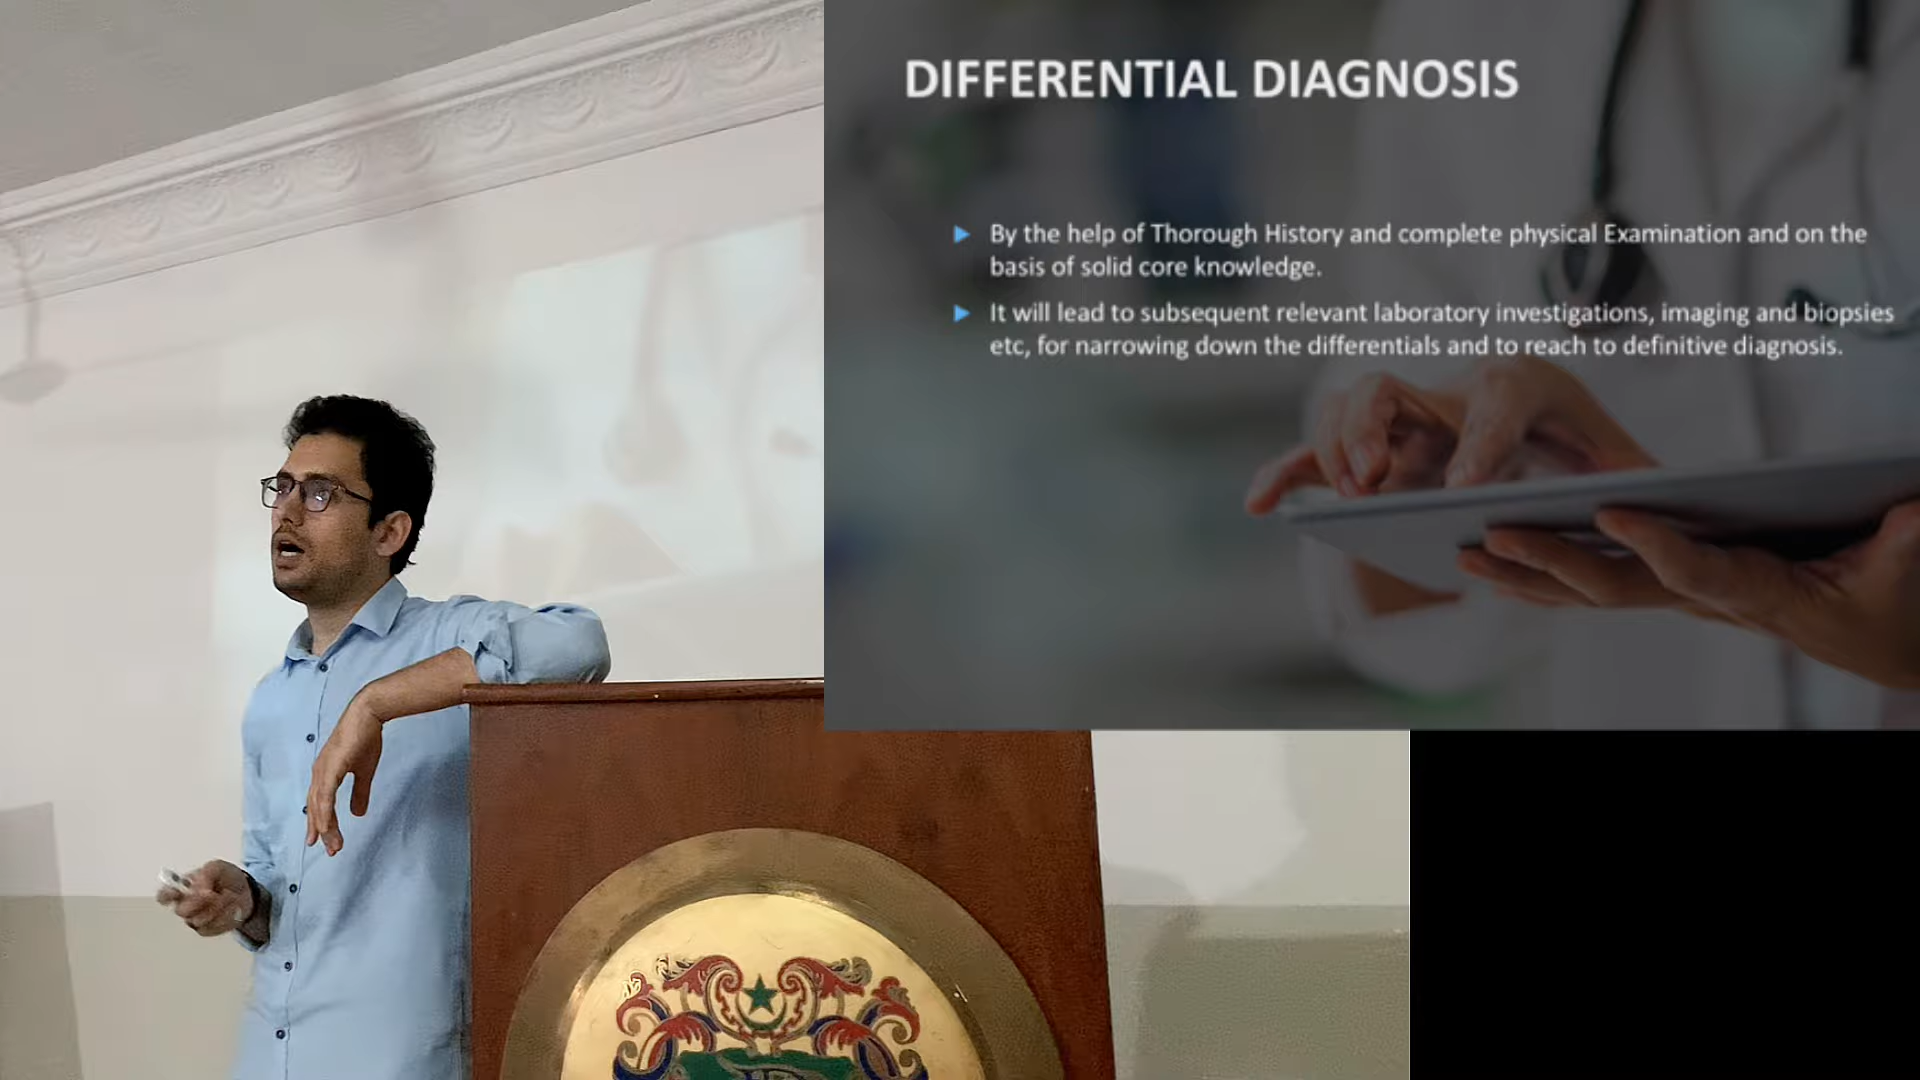 DIFFERENTIAL DIAGNOSIS
By the help of Thorough History and complete physical Examination and on the
basis of solid core knowledge.
It will lead to subsequent relevant laboratory investigations, imaging and biopsies
etc, for narrowing down the differentials and to reach to definitive diagnosis.